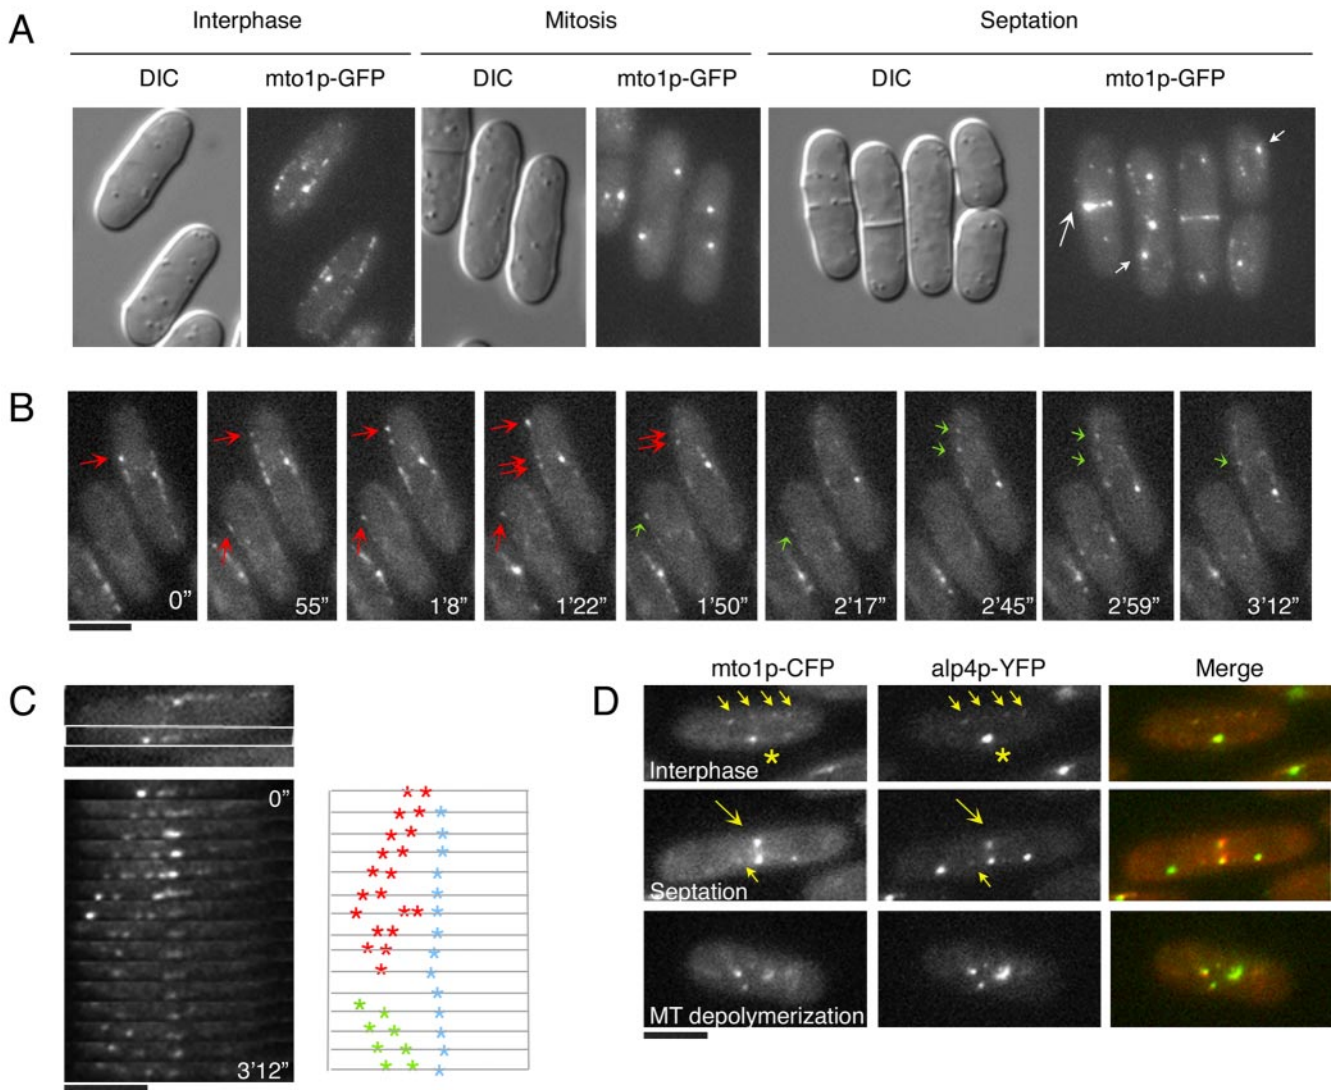 A
Interphase Mitosis Septation
DIC mto1p-GFP DIC mto1p-GFP DIC mto1p-GFP
B
0” 55” 1’8” 1’22” 1’50” 2’17” 2’45” 2’59” 3’12”
C
0”
3’12”
D
mto1p-CFP alp4p-YFP Merge
Interphase
Septation
MT depolymerization